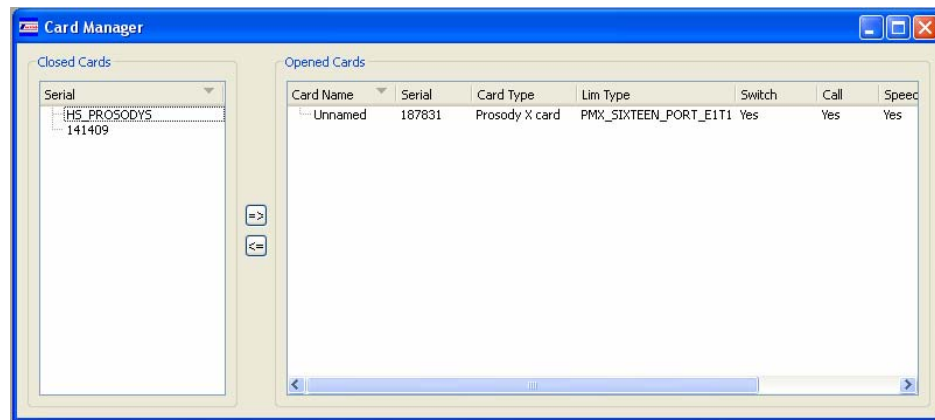 Card Manager
Closed Cards
Serial
HS_PROSODYS
141409
=>
<=
Opened Cards
Card Name Serial Card Type Lim Type Switch Call Speec
Unnamed 187831 Prosody X card PMX_SIXTEEN_PORT_E1T1 Yes Yes Yes